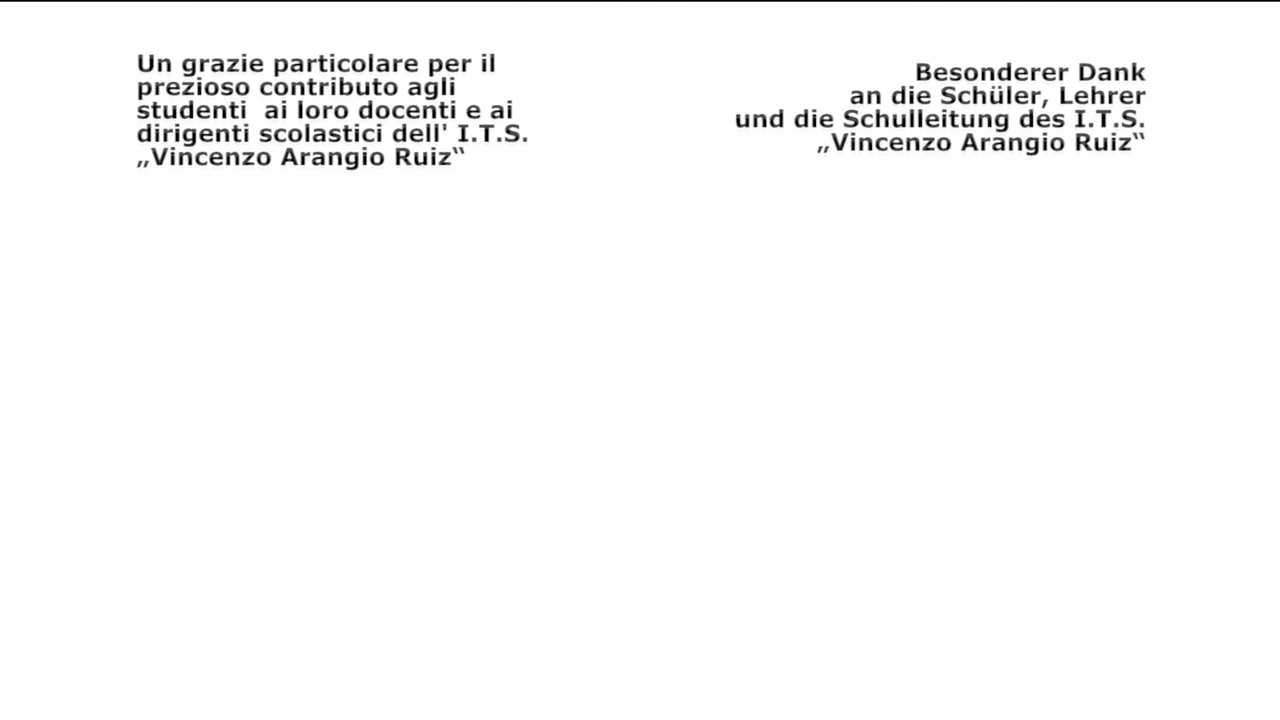 Un grazie particolare per il
prezioso contributo agli
studenti  ai loro docenti e ai
dirigenti scolastici dell' I.T.S.
„Vincenzo Arangio Ruiz‟
Besonderer Dank
an die Schüler, Lehrer
und die Schulleitung des I.T.S.
„Vincenzo Arangio Ruiz‟